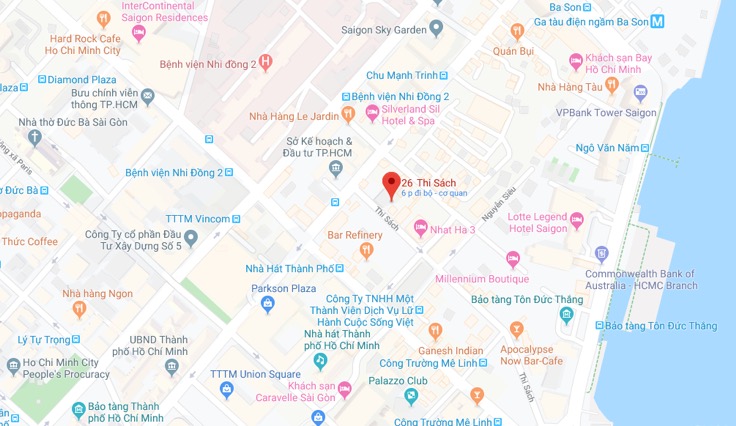 InterContinental
Saigon Residences
Ba Son
Ga tàu điện ngầm Ba Son
Hard Rock Cafe
Ho Chi Minh City
Saigon Sky Garden
Quán Bụi
Bệnh viện Nhi đồng 2
Khách sạn Bay
Hồ Chí Minh
Diamond Plaza
Chu Mạnh Trinh
Nhà Hàng Tàu
Plaza
Bưu chính viễn
thông TP.HCM
Bệnh viện Nhi Đồng 2
Silverland Sil
Hotel & Spa
VPBank Tower Saigon
Nhà Hàng Le Jardin
Nhà thờ Đức Bà Sài Gòn
Sở Kế hoạch &
Đầu tư TP.HCM
Ngô Văn Năm
Bệnh viện Nhi Đồng 2
26 Thi Sách
6 p đi bộ - cơ quan
Đức Bà
Nguyễn Siêu
Thi Sách
TTTM Vincom
Lotte Legend
Hotel Saigon
Propaganda
Công ty cổ phần Đầu
Tư Xây Dựng Số 5
Bar Refinery
Nhat Ha 3
Thức Coffee
Nhà Hát Thành Phố
Millennium Boutique
Commonwealth Bank of
Australia - HCMC Branch
Nhà hàng Ngon
Parkson Plaza
Công Ty TNHH Một
Thành Viên Dịch Vụ Lữ
Hành Cuộc Sống Việt
Bảo tàng Tôn Đức Thắng
Bảo tàng Tôn Đức Thắng
Lý Tự Trọng
UBND Thành
phố Hồ Chí Minh
Nhà hát Thành
phố Hồ Chí Minh
Ganesh Indian
Apocalypse
Now Bar-Cafe
Ho Chi Minh City
People's Procuracy
TTTM Union Square
Công Trường Mê Linh
Khách sạn
Caravelle Sài Gòn
Palazzo Club
Bảo tàng Thành
phố Hồ Chí Minh
Công Trường Mê Linh